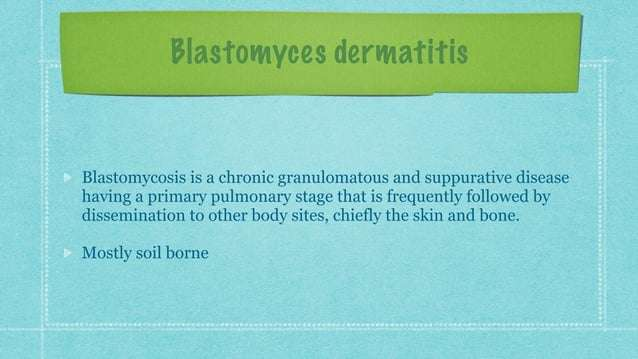 Blastomyces dermatitis
Blastomycosis is a chronic granulomatous and suppurative disease
having a primary pulmonary stage that is frequently followed by
dissemination to other body sites, chiefly the skin and bone.
Mostly soil borne